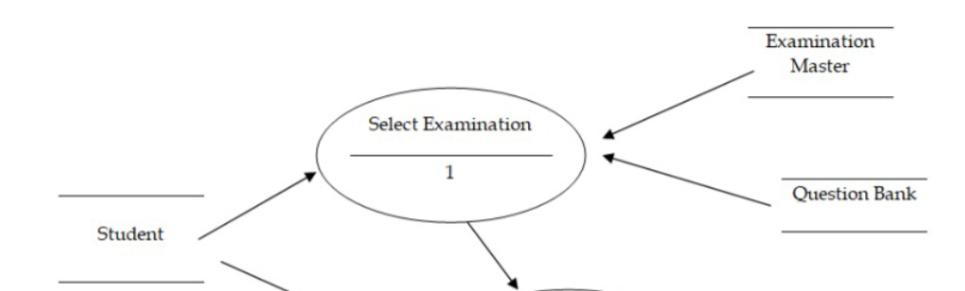 Examination
Master
Select Examination
1
Question Bank
Student